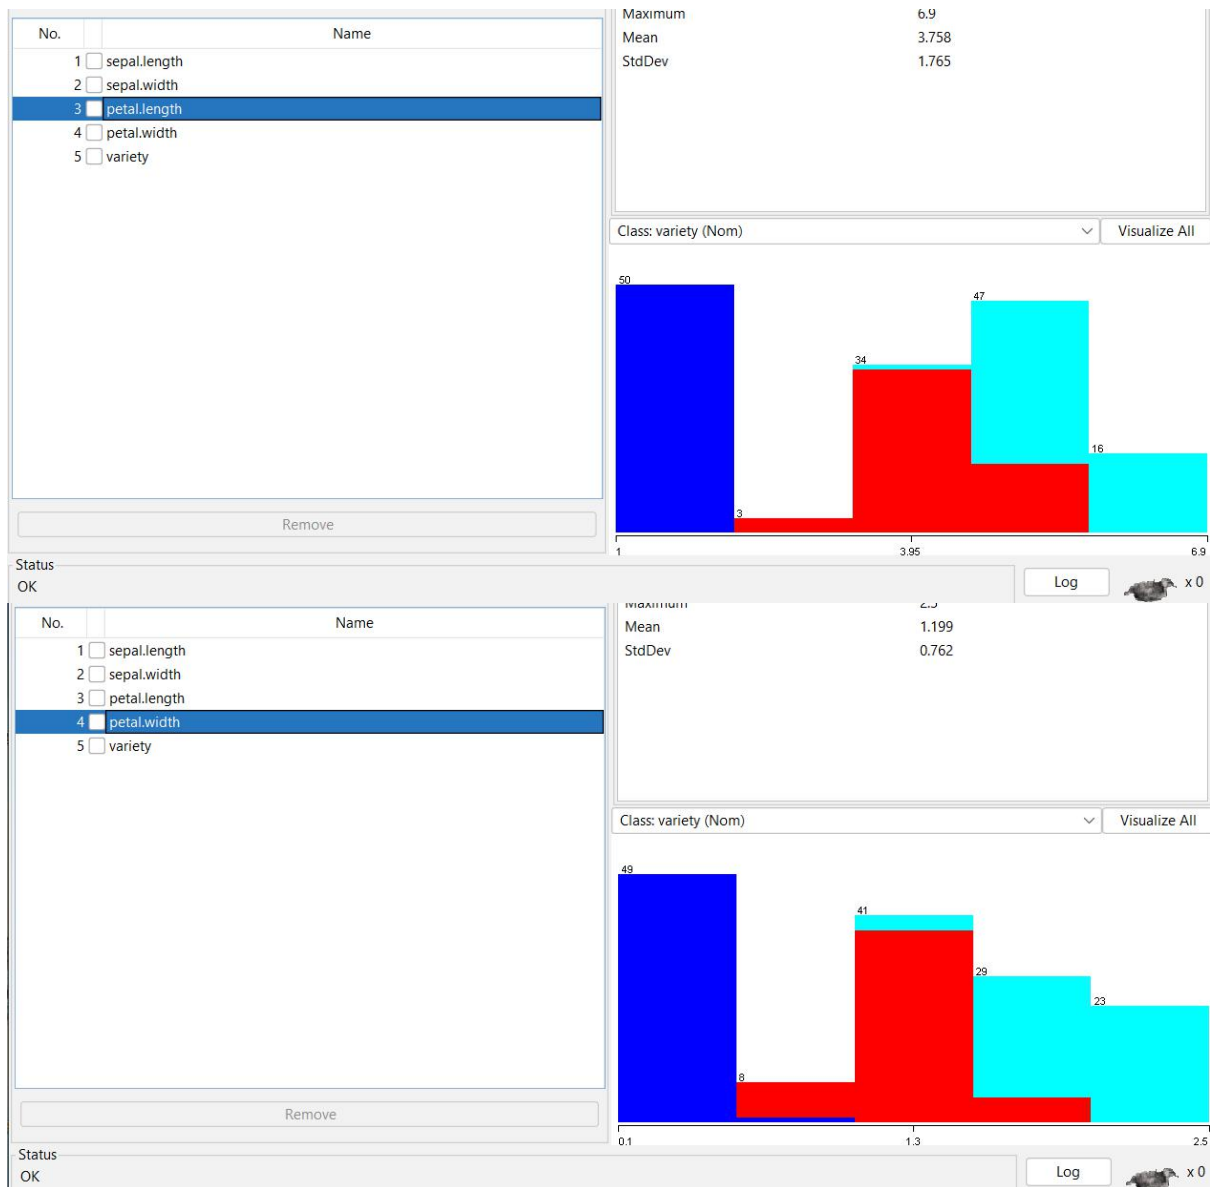 No. Name
1 sepal.length
2 sepal.width
3 petal.length
4 petal.width
5 variety
Remove
Maximum 6.9
Mean 3.758
StdDev 1.765
Class: variety (Nom) Visualize All
50
3
34
47
16
1 3.95 6.9
Status
OK
Log x 0
No. Name
1 sepal.length
2 sepal.width
3 petal.length
4 petal.width
5 variety
Remove
Maximum 2.5
Mean 1.199
StdDev 0.762
Class: variety (Nom) Visualize All
49
8
41
29
23
0.1 1.3 2.5
Status
OK
Log x 0